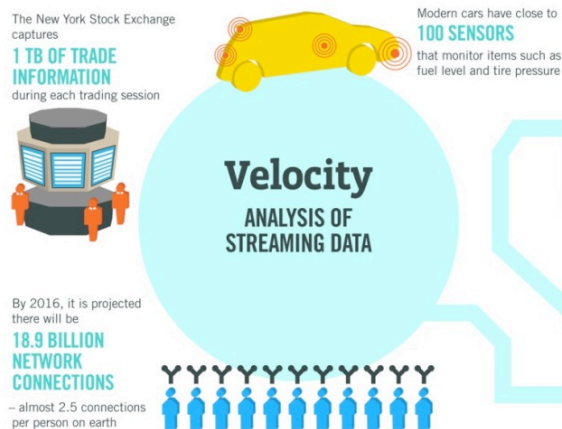 The New York Stock Exchange
captures
1 TB OF TRADE
INFORMATION
during each trading session
Modern cars have close to
100 SENSORS
that monitor items such as
fuel level and tire pressure
Velocity
ANALYSIS OF
STREAMING DATA
By 2016, it is projected
there will be
18.9 BILLION
NETWORK
CONNECTIONS
– almost 2.5 connections
per person on earth